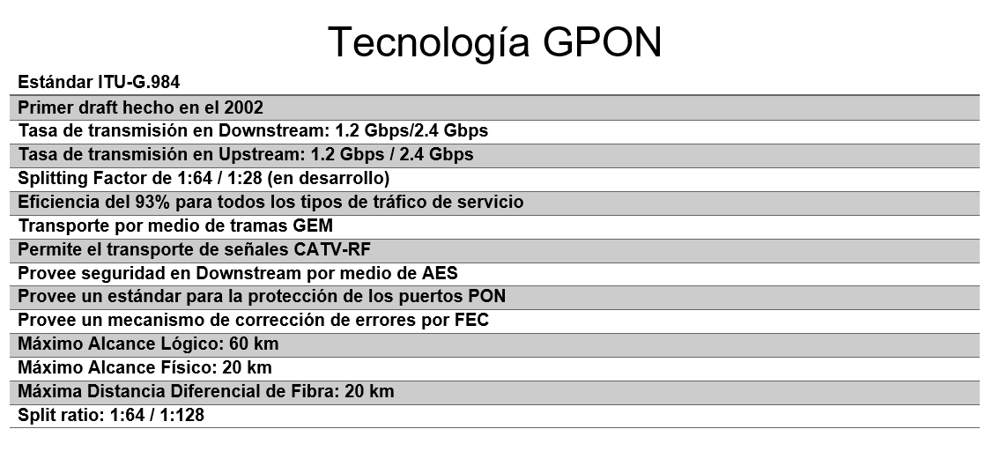 Tecnología GPON
Estándar ITU-G.984
Primer draft hecho en el 2002
Tasa de transmisión en Downstream: 1.2 Gbps/2.4 Gbps
Tasa de transmisión en Upstream: 1.2 Gbps / 2.4 Gbps
Splitting Factor de 1:64 / 1:28 (en desarrollo)
Eficiencia del 93% para todos los tipos de tráfico de servicio
Transporte por medio de tramas GEM
Permite el transporte de señales CATV-RF
Provee seguridad en Downstream por medio de AES
Provee un estándar para la protección de los puertos PON
Provee un mecanismo de corrección de errores por FEC
Máximo Alcance Lógico: 60 km
Máximo Alcance Físico: 20 km
Máxima Distancia Diferencial de Fibra: 20 km
Split ratio: 1:64 / 1:128